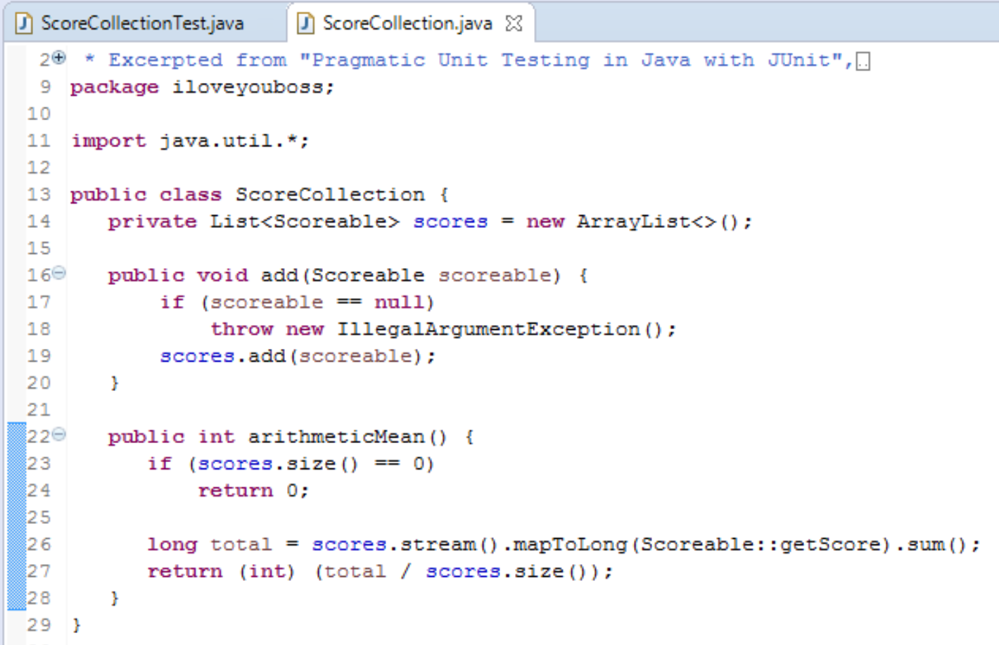 ScoreCollectionTest.java ScoreCollection.java
2 * Excerpted from "Pragmatic Unit Testing in Java with JUnit",
9 package iloveyouboss;
10
11 import java.util.*;
12
13 public class ScoreCollection {
14 private List<Scoreable> scores = new ArrayList<>();
15
16 public void add(Scoreable scoreable) {
17 if (scoreable == null)
18 throw new IllegalArgumentException();
19 scores.add(scoreable);
20 }
21
22 public int arithmeticMean() {
23 if (scores.size() == 0)
24 return 0;
25
26 long total = scores.stream().mapToLong(Scoreable::getScore).sum();
27 return (int) (total / scores.size());
28 }
29 }